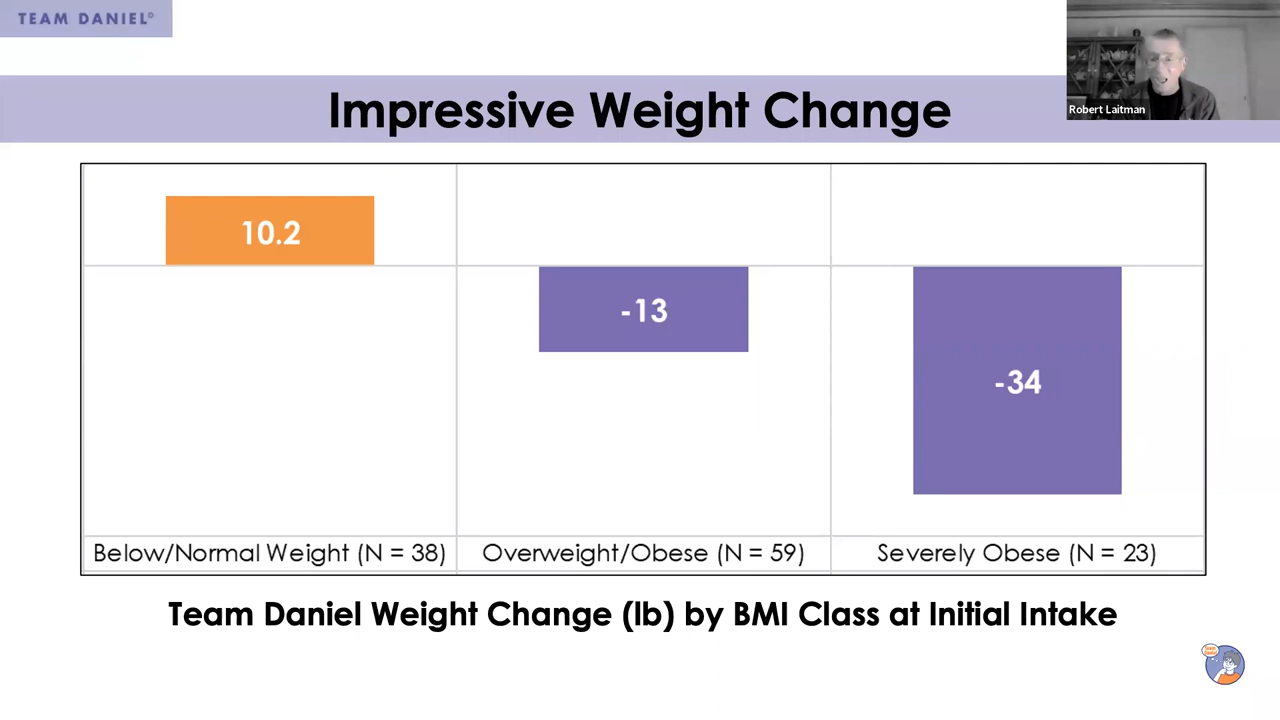 TEAM DANIEL©
Robert Laitman
Impressive Weight Change
10.2
-13
-34
Below/Normal Weight (N = 38)
Overweight/Obese (N = 59)
Severely Obese (N = 23)
Team Daniel Weight Change (lb) by BMI Class at Initial Intake